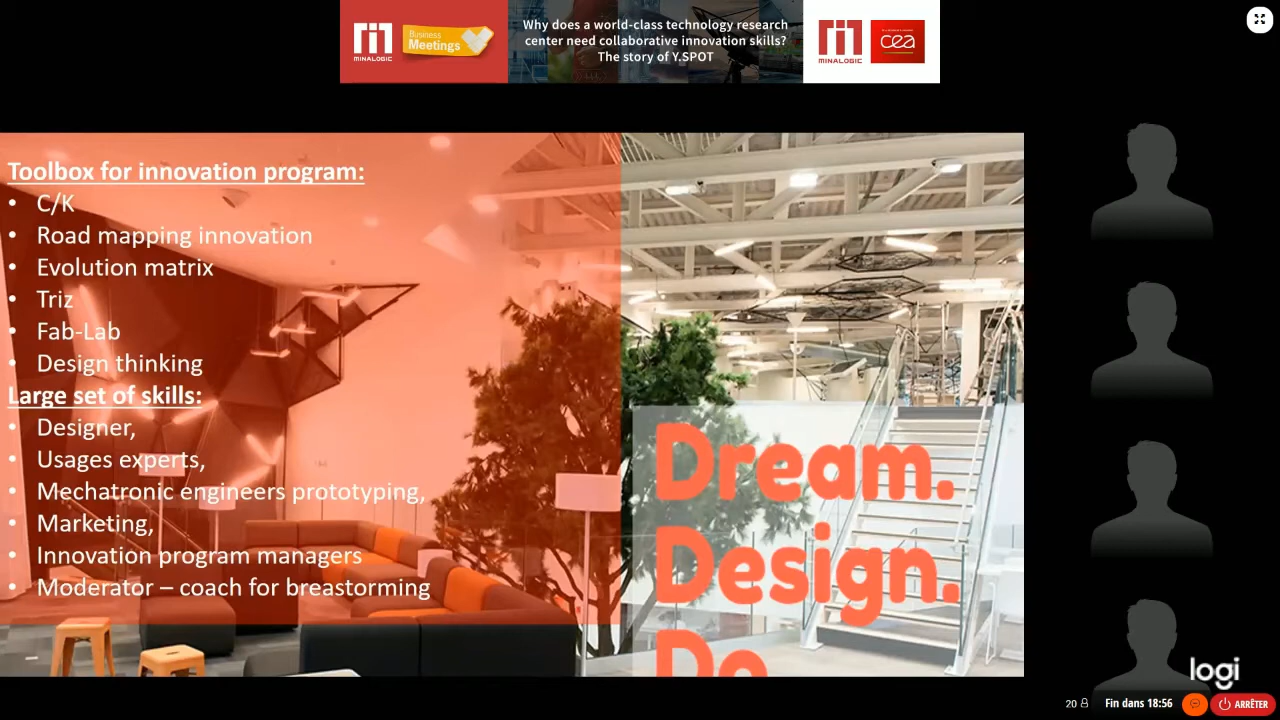 MINALOGIC
Business
Meetings
Why does a world-class technology research
center need collaborative innovation skills?
The story of Y.SPOT
MINALOGIC
cea
Toolbox for innovation program:
• C/K
• Road mapping innovation
• Evolution matrix
• Triz
• Fab-Lab
• Design thinking
Large set of skills:
• Designer,
• Usages experts,
• Mechatronic engineers prototyping,
• Marketing,
• Innovation program managers
• Moderator – coach for breastorming
Dream.
Design.
Do.
logi
20
Fin dans 18:56
ARRÊTER